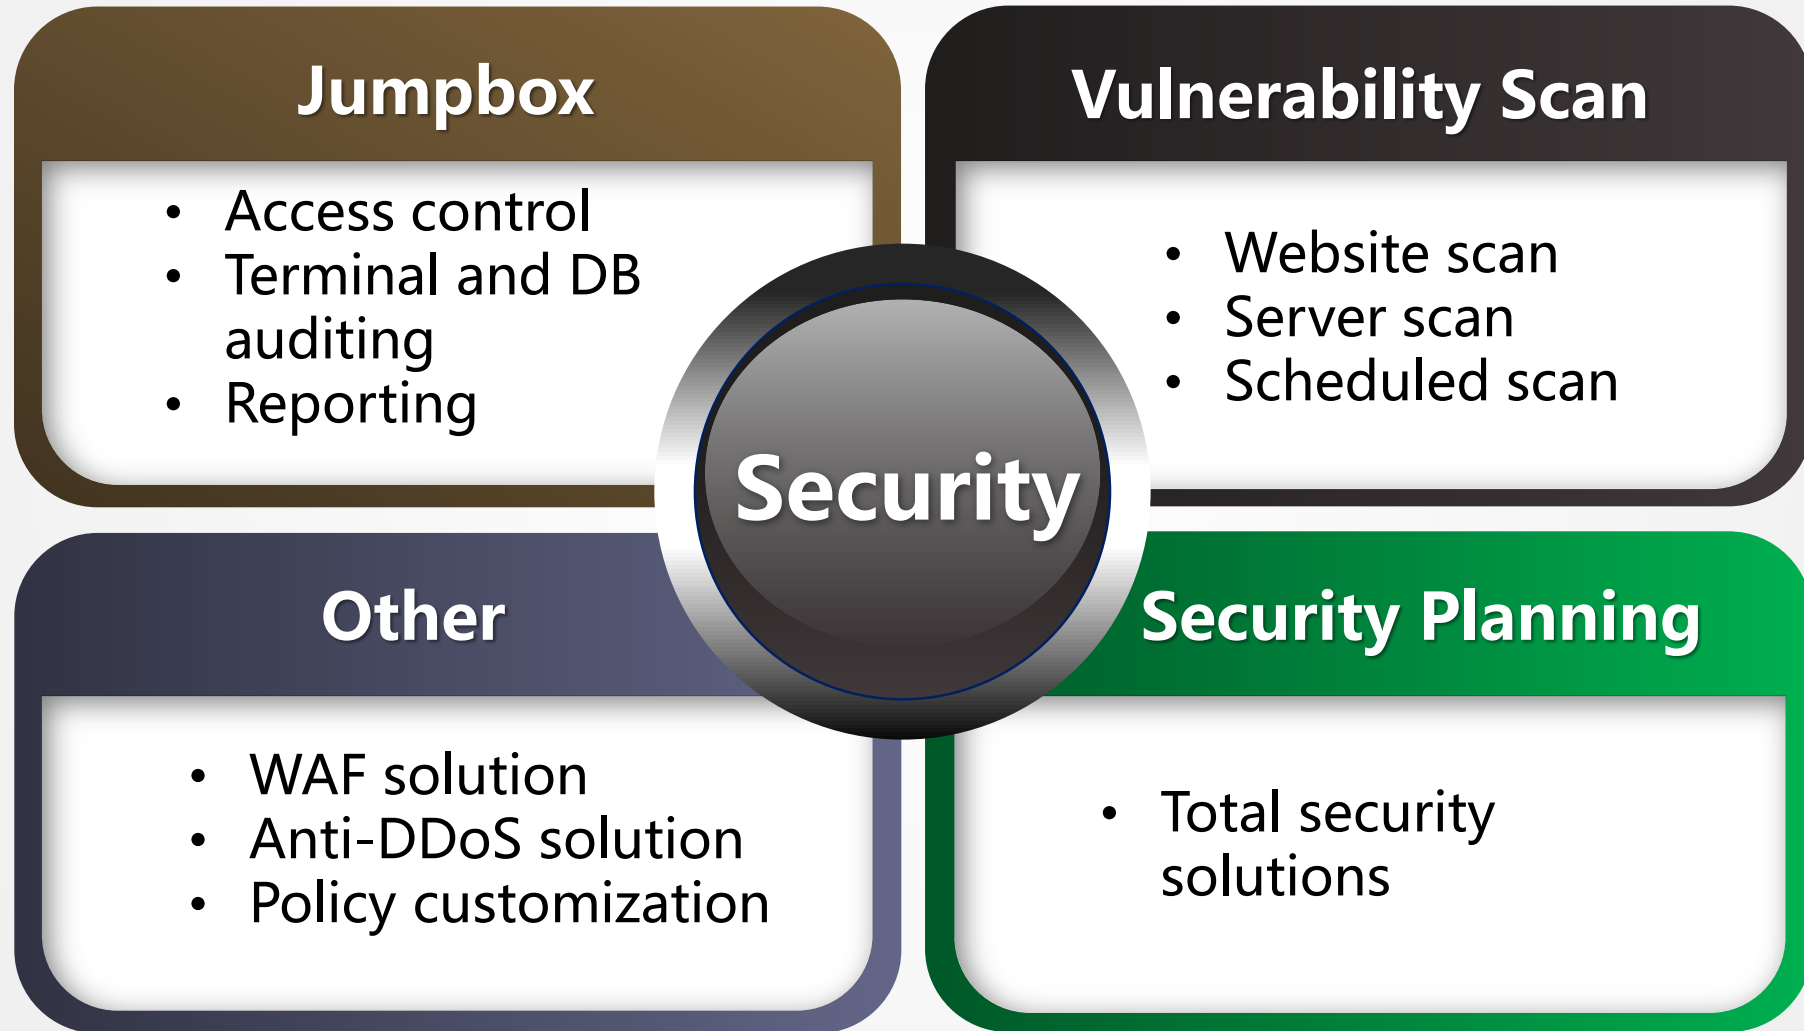 Jumpbox
• Access control
• Terminal and DB
auditing
• Reporting
Vulnerability Scan
• Website scan
• Server scan
• Scheduled scan
Security
Other
• WAF solution
• Anti-DDoS solution
• Policy customization
Security Planning
• Total security
solutions